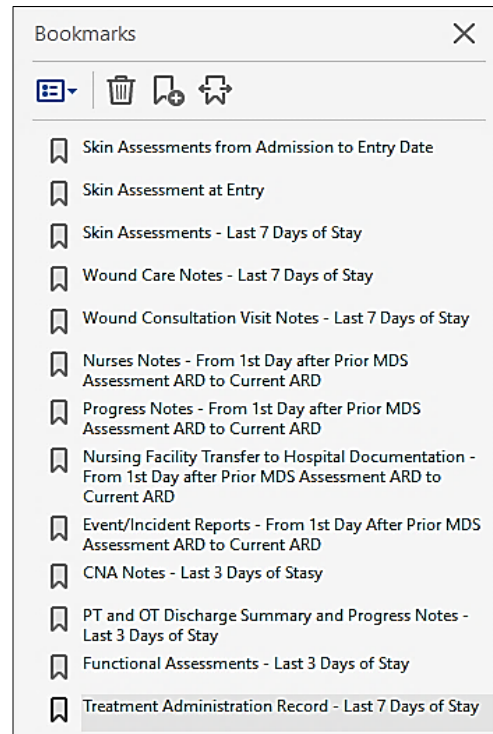 Bookmarks
Skin Assessments from Admission to Entry Date
Skin Assessment at Entry
Skin Assessments - Last 7 Days of Stay
Wound Care Notes - Last 7 Days of Stay
Wound Consultation Visit Notes - Last 7 Days of Stay
Nurses Notes - From 1st Day after Prior MDS
Assessment ARD to Current ARD
Progress Notes - From 1st Day after Prior MDS
Assessment ARD to Current ARD
Nursing Facility Transfer to Hospital Documentation -
From 1st Day after Prior MDS Assessment ARD to
Current ARD
Event/Incident Reports - From 1st Day After Prior MDS
Assessment ARD to Current ARD
CNA Notes - Last 3 Days of Stasy
PT and OT Discharge Summary and Progress Notes -
Last 3 Days of Stay
Functional Assessments - Last 3 Days of Stay
Treatment Administration Record - Last 7 Days of Stay